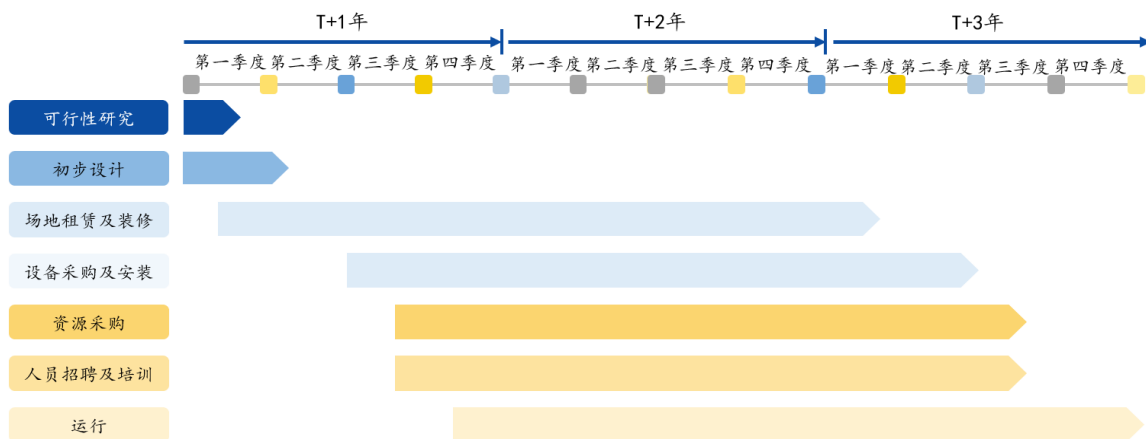 T+1年 T+2年 T+3年
第一季度 第二季度 第三季度 第四季度 第一季度 第二季度 第三季度 第四季度 第一季度 第二季度 第三季度 第四季度
可行性研究
初步设计
场地租赁及装修
设备采购及安装
资源采购
人员招聘及培训
运行